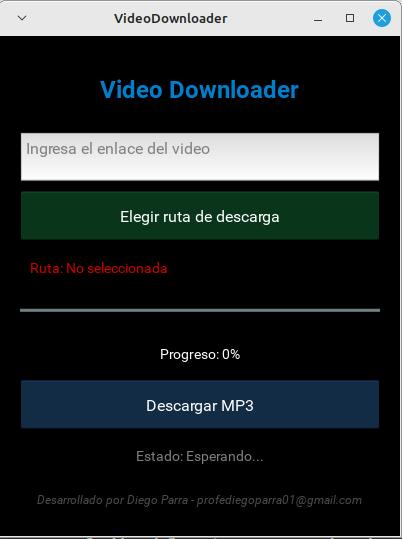 VideoDownloader
Video Downloader
Ingresa el enlace del video
Elegir ruta de descarga
Ruta: No seleccionada
Progreso: 0%
Descargar MP3
Estado: Esperando...
Desarrollado por Diego Parra - profediegoparra01@gmail.com